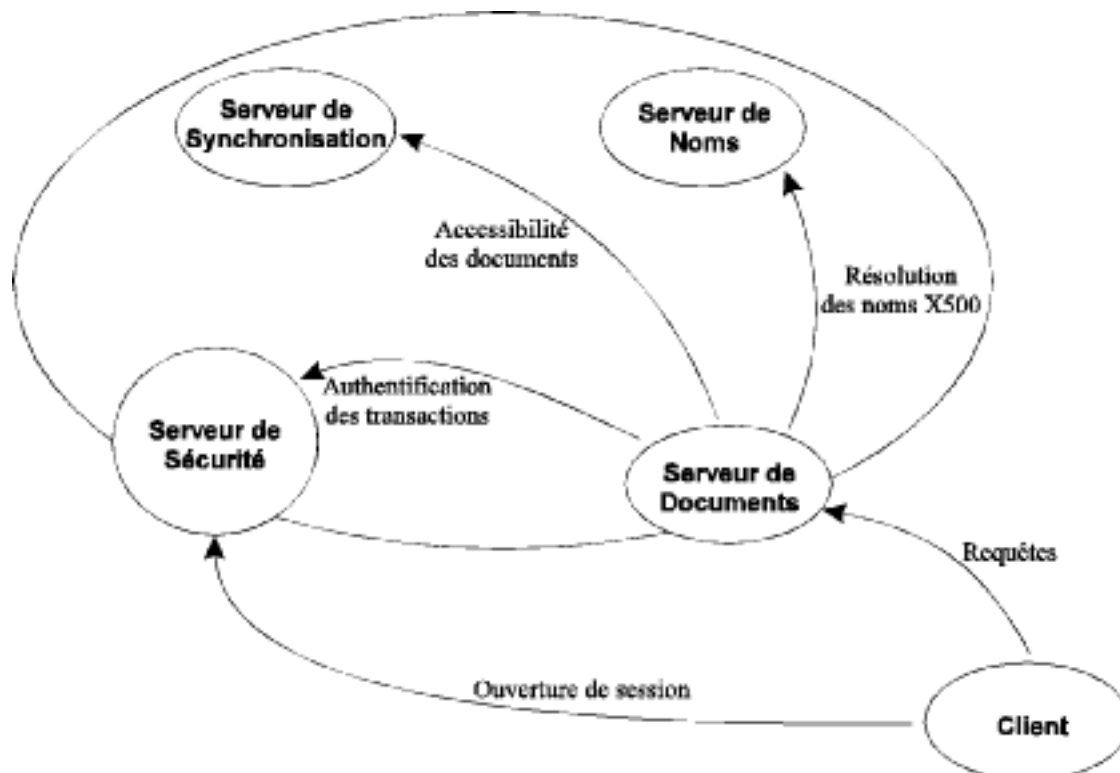 Serveur de
Synchronisation
Serveur de
Noms
Accessibilité
des documents
Résolution
des noms X500
Authentification
des transactions
Serveur de
Sécurité
Serveur de
Documents
Requêtes
Ouverture de session
Client